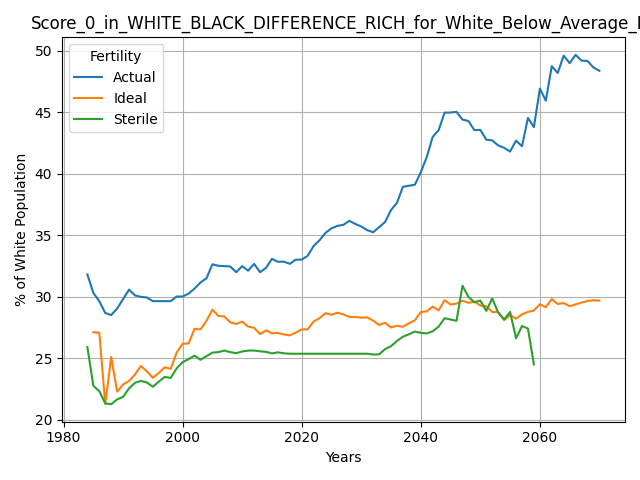 Score_0_in_WHITE_BLACK_DIFFERENCE_RICH_for_White_Below_Average_
Fertility
Actual
Ideal
Sterile
% of White Population
50
45
40
35
30
25
20
1980
2000
2020
2040
2060
Years